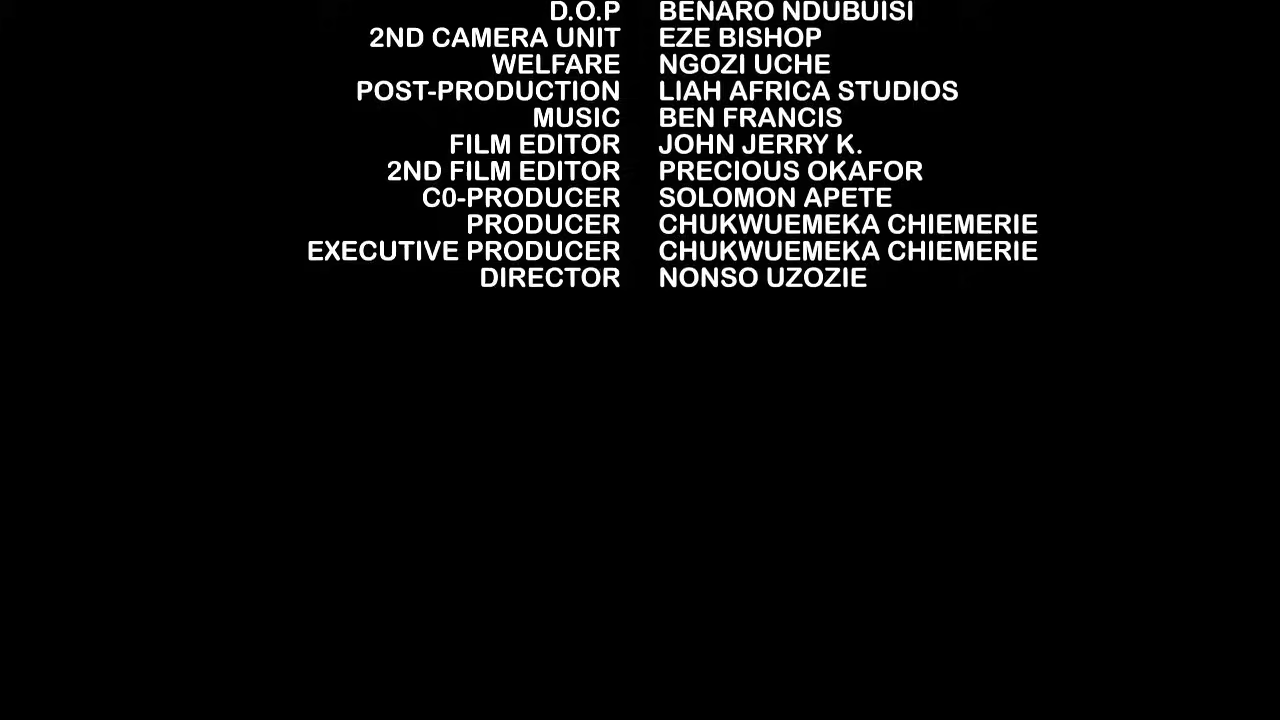 D.O.P BENARO NDUBUISI
2ND CAMERA UNIT EZE BISHOP
WELFARE NGOZI UCHE
POST-PRODUCTION LIAH AFRICA STUDIOS
MUSIC BEN FRANCIS
FILM EDITOR JOHN JERRY K.
2ND FILM EDITOR PRECIOUS OKAFOR
C0-PRODUCER SOLOMON APETE
PRODUCER CHUKWUEMEKA CHIEMERIE
EXECUTIVE PRODUCER CHUKWUEMEKA CHIEMERIE
DIRECTOR NONSO UZOZIE